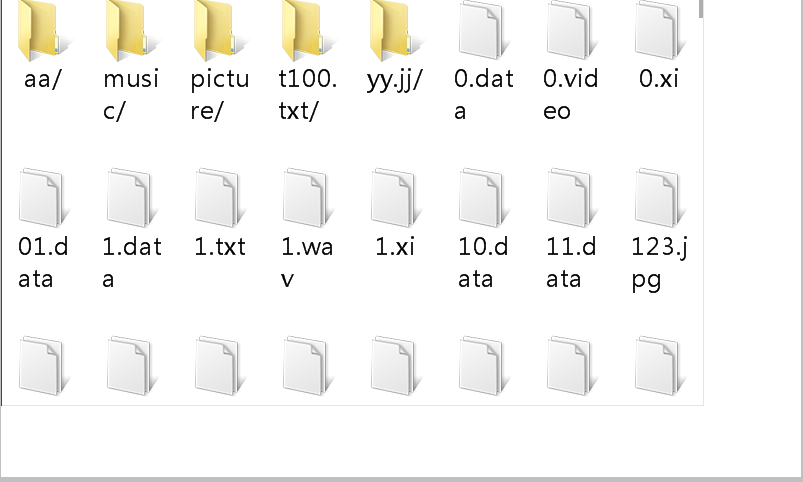 aa/ musi pictu t100. yy.jj/ 0.dat 0.vid 0.xi
c/ re/ txt/ a eo
01.d 1.dat 1.txt 1.wa 1.xi 10.d 11.d 123.j
ata a v ata ata pg